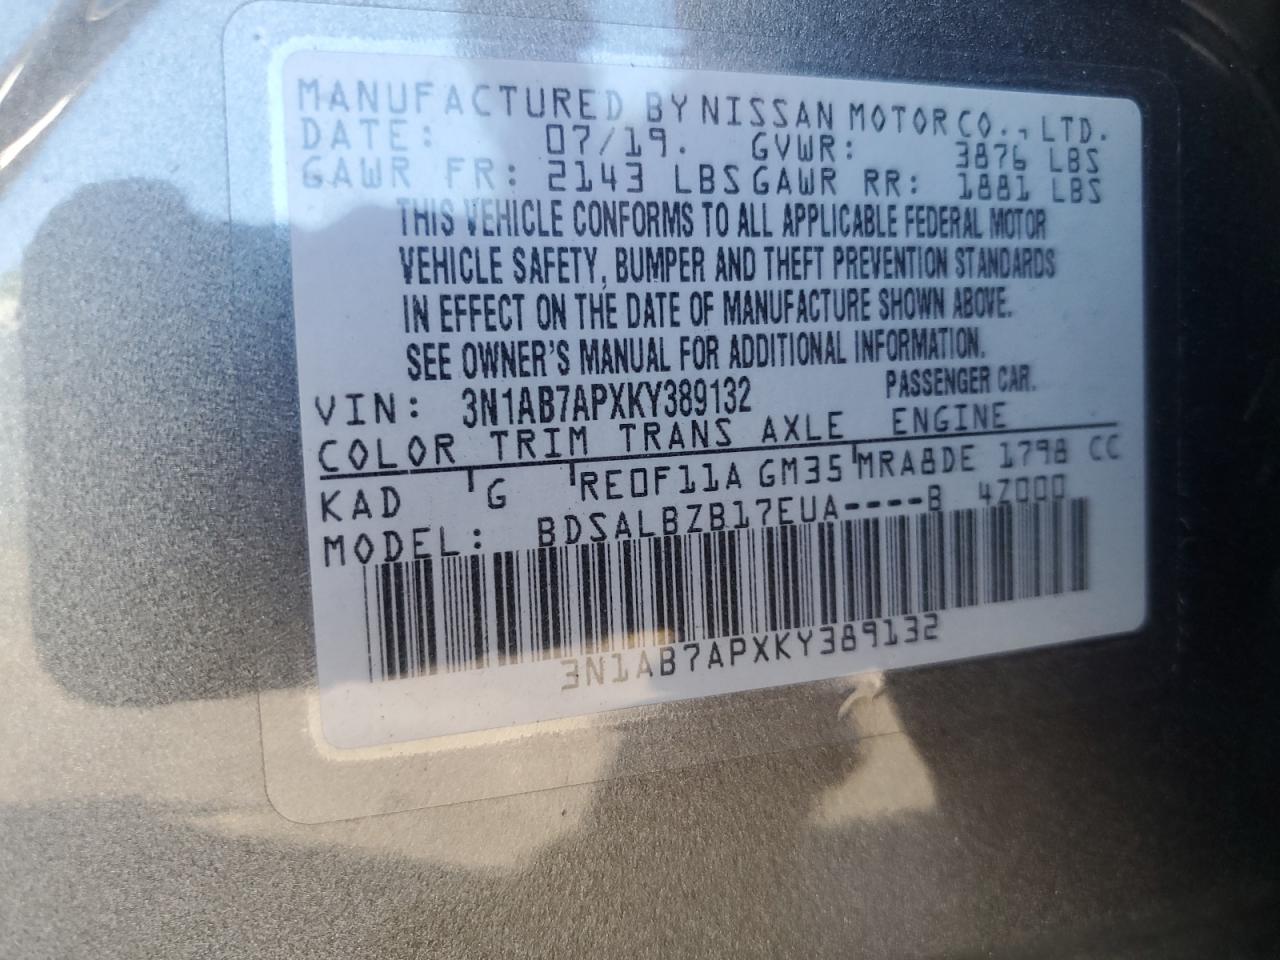 MANUFACTURED BY NISSAN MOTOR CO., LTD.
DATE: 07/19. GVWR: 3876 LBS
GAWR FR: 2143 LBS GAWR RR: 1881 LBS
THIS VEHICLE CONFORMS TO ALL APPLICABLE FEDERAL MOTOR
VEHICLE SAFETY, BUMPER AND THEFT PREVENTION STANDARDS
IN EFFECT ON THE DATE OF MANUFACTURE SHOWN ABOVE.
SEE OWNER'S MANUAL FOR ADDITIONAL INFORMATION.
VIN: 3N1AB7APXKY389132 PASSENGER CAR.
COLOR TRIM TRANS AXLE ENGINE
KAD G RE0F11A GM35 MRA8DE 1798 CC
MODEL: BDSALBZB17EUA----B 4Z000
3N1AB7APXKY389132